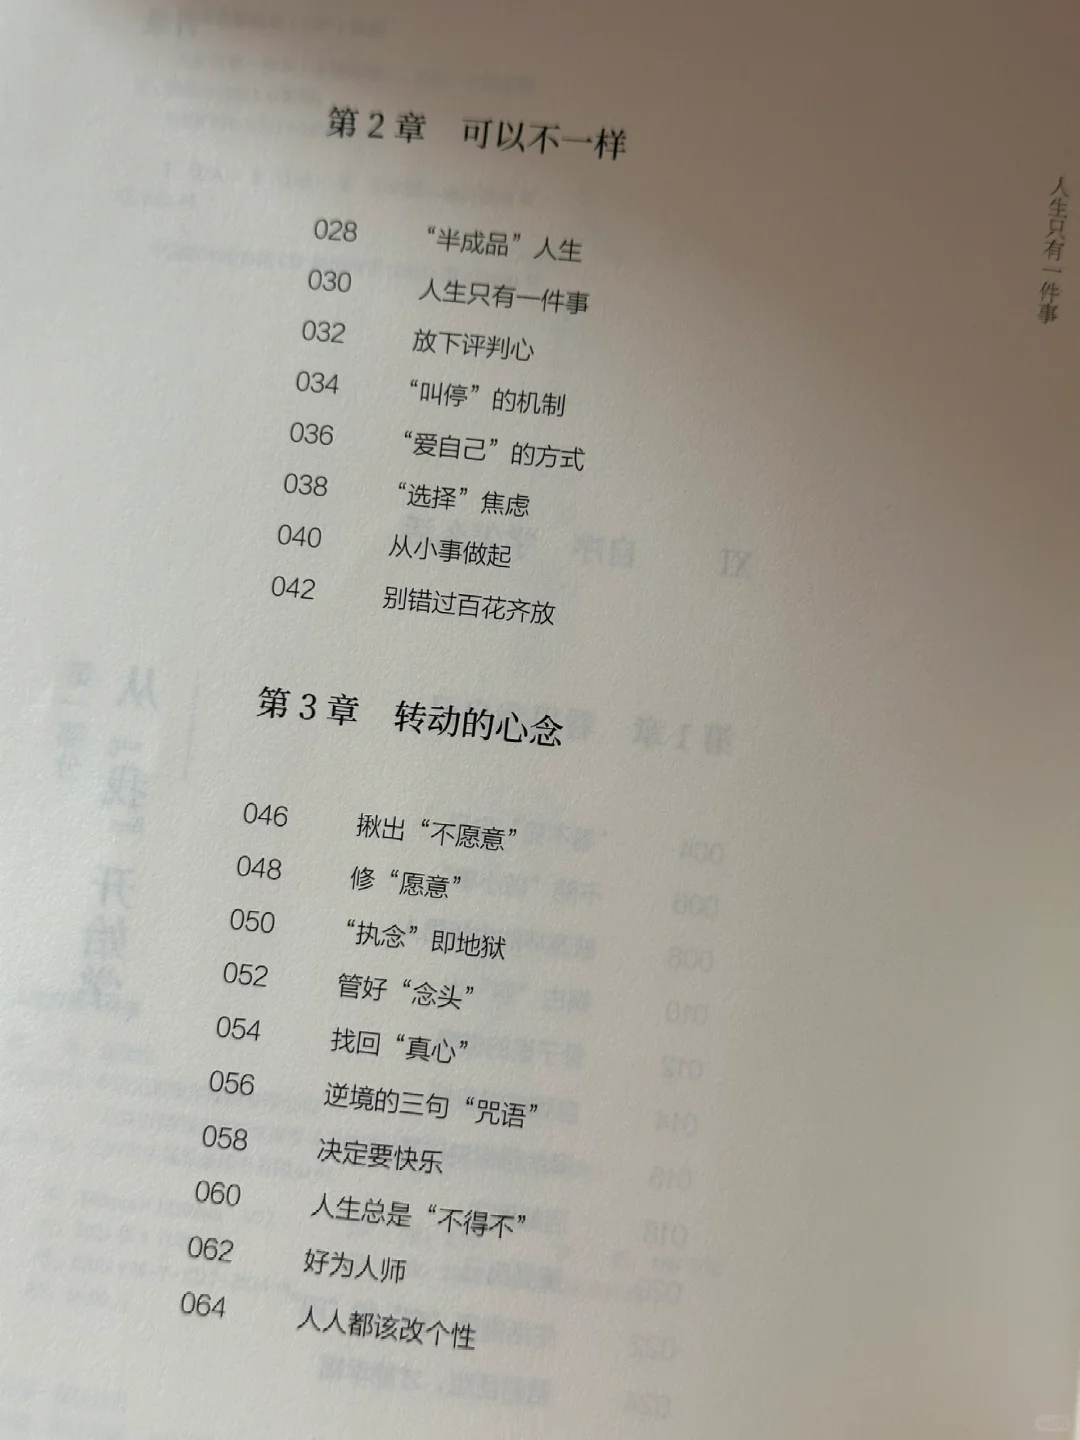 第2章 可以不一样
028 “半成品”人生
030 人生只有一件事
032 放下评判心
034 “叫停”的机制
036 “爱自己”的方式
038 “选择”焦虑
040 从小事做起
042 别错过百花齐放
第3章 转动的心念
046 揪出“不愿意”
048 修“愿意”
050 “执念”即地狱
052 管好“念头”
054 找回“真心”
056 逆境的三句“咒语”
058 决定要快乐
060 人生总是“不得不”
062 好为人师
064 人人都该改个性
人生只有一件事